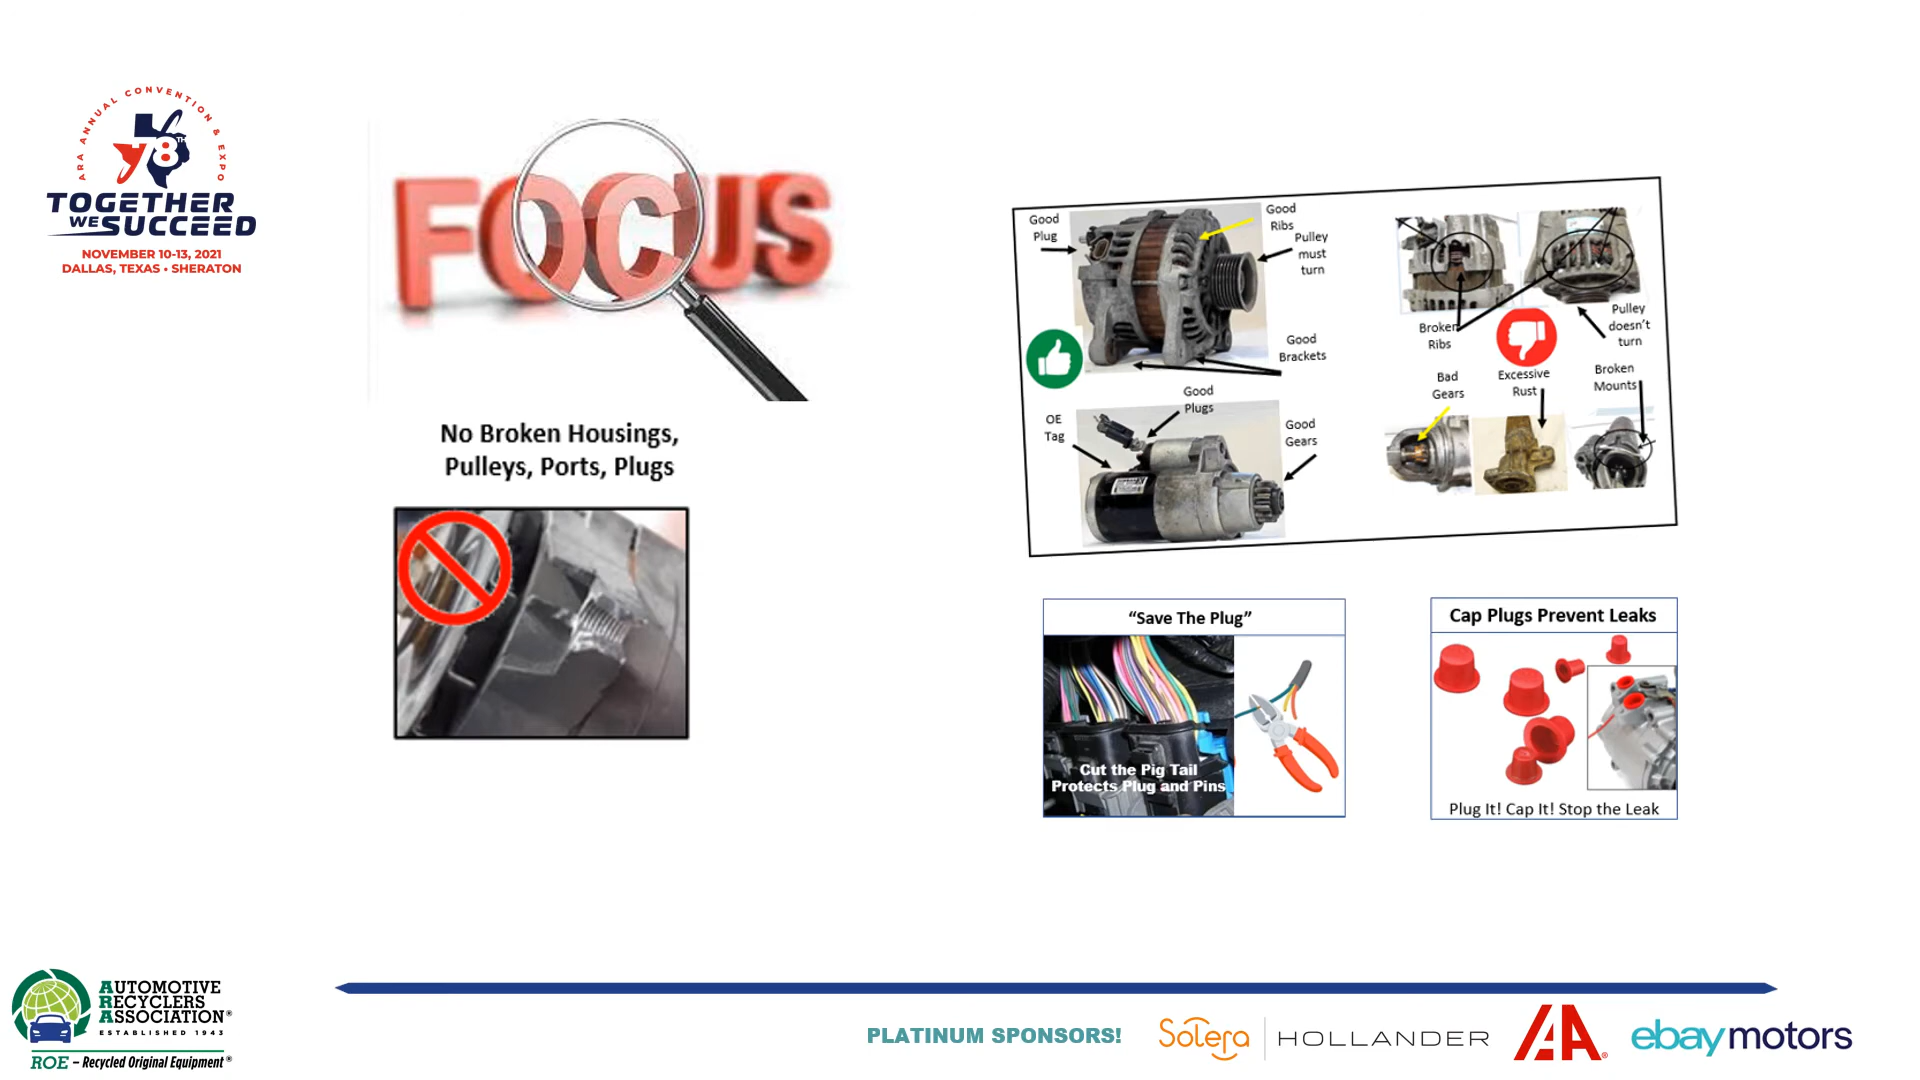 ARA ANNUAL CONVENTION & EXPO
78TH
TOGETHER
WE SUCCEED
NOVEMBER 10-13, 2021
DALLAS, TEXAS • SHERATON
FOCUS
No Broken Housings,
Pulleys, Ports, Plugs
Good
Plug
Good
Ribs
Pulley
must
turn
Good
Brackets
Good
Plugs
OE
Tag
Good
Gears
Broken
Ribs
Pulley
doesn't
turn
Bad
Gears
Excessive
Rust
Broken
Mounts
“Save The Plug”
Cut the Pig Tail
Protects Plug and Pins
Cap Plugs Prevent Leaks
Plug It! Cap It! Stop the Leak
AUTOMOTIVE
RECYCLERS
ASSOCIATION®
ESTABLISHED 1943
ROE – Recycled Original Equipment®
PLATINUM SPONSORS!
Solera
HOLLANDER
IAA®
ebaymotors